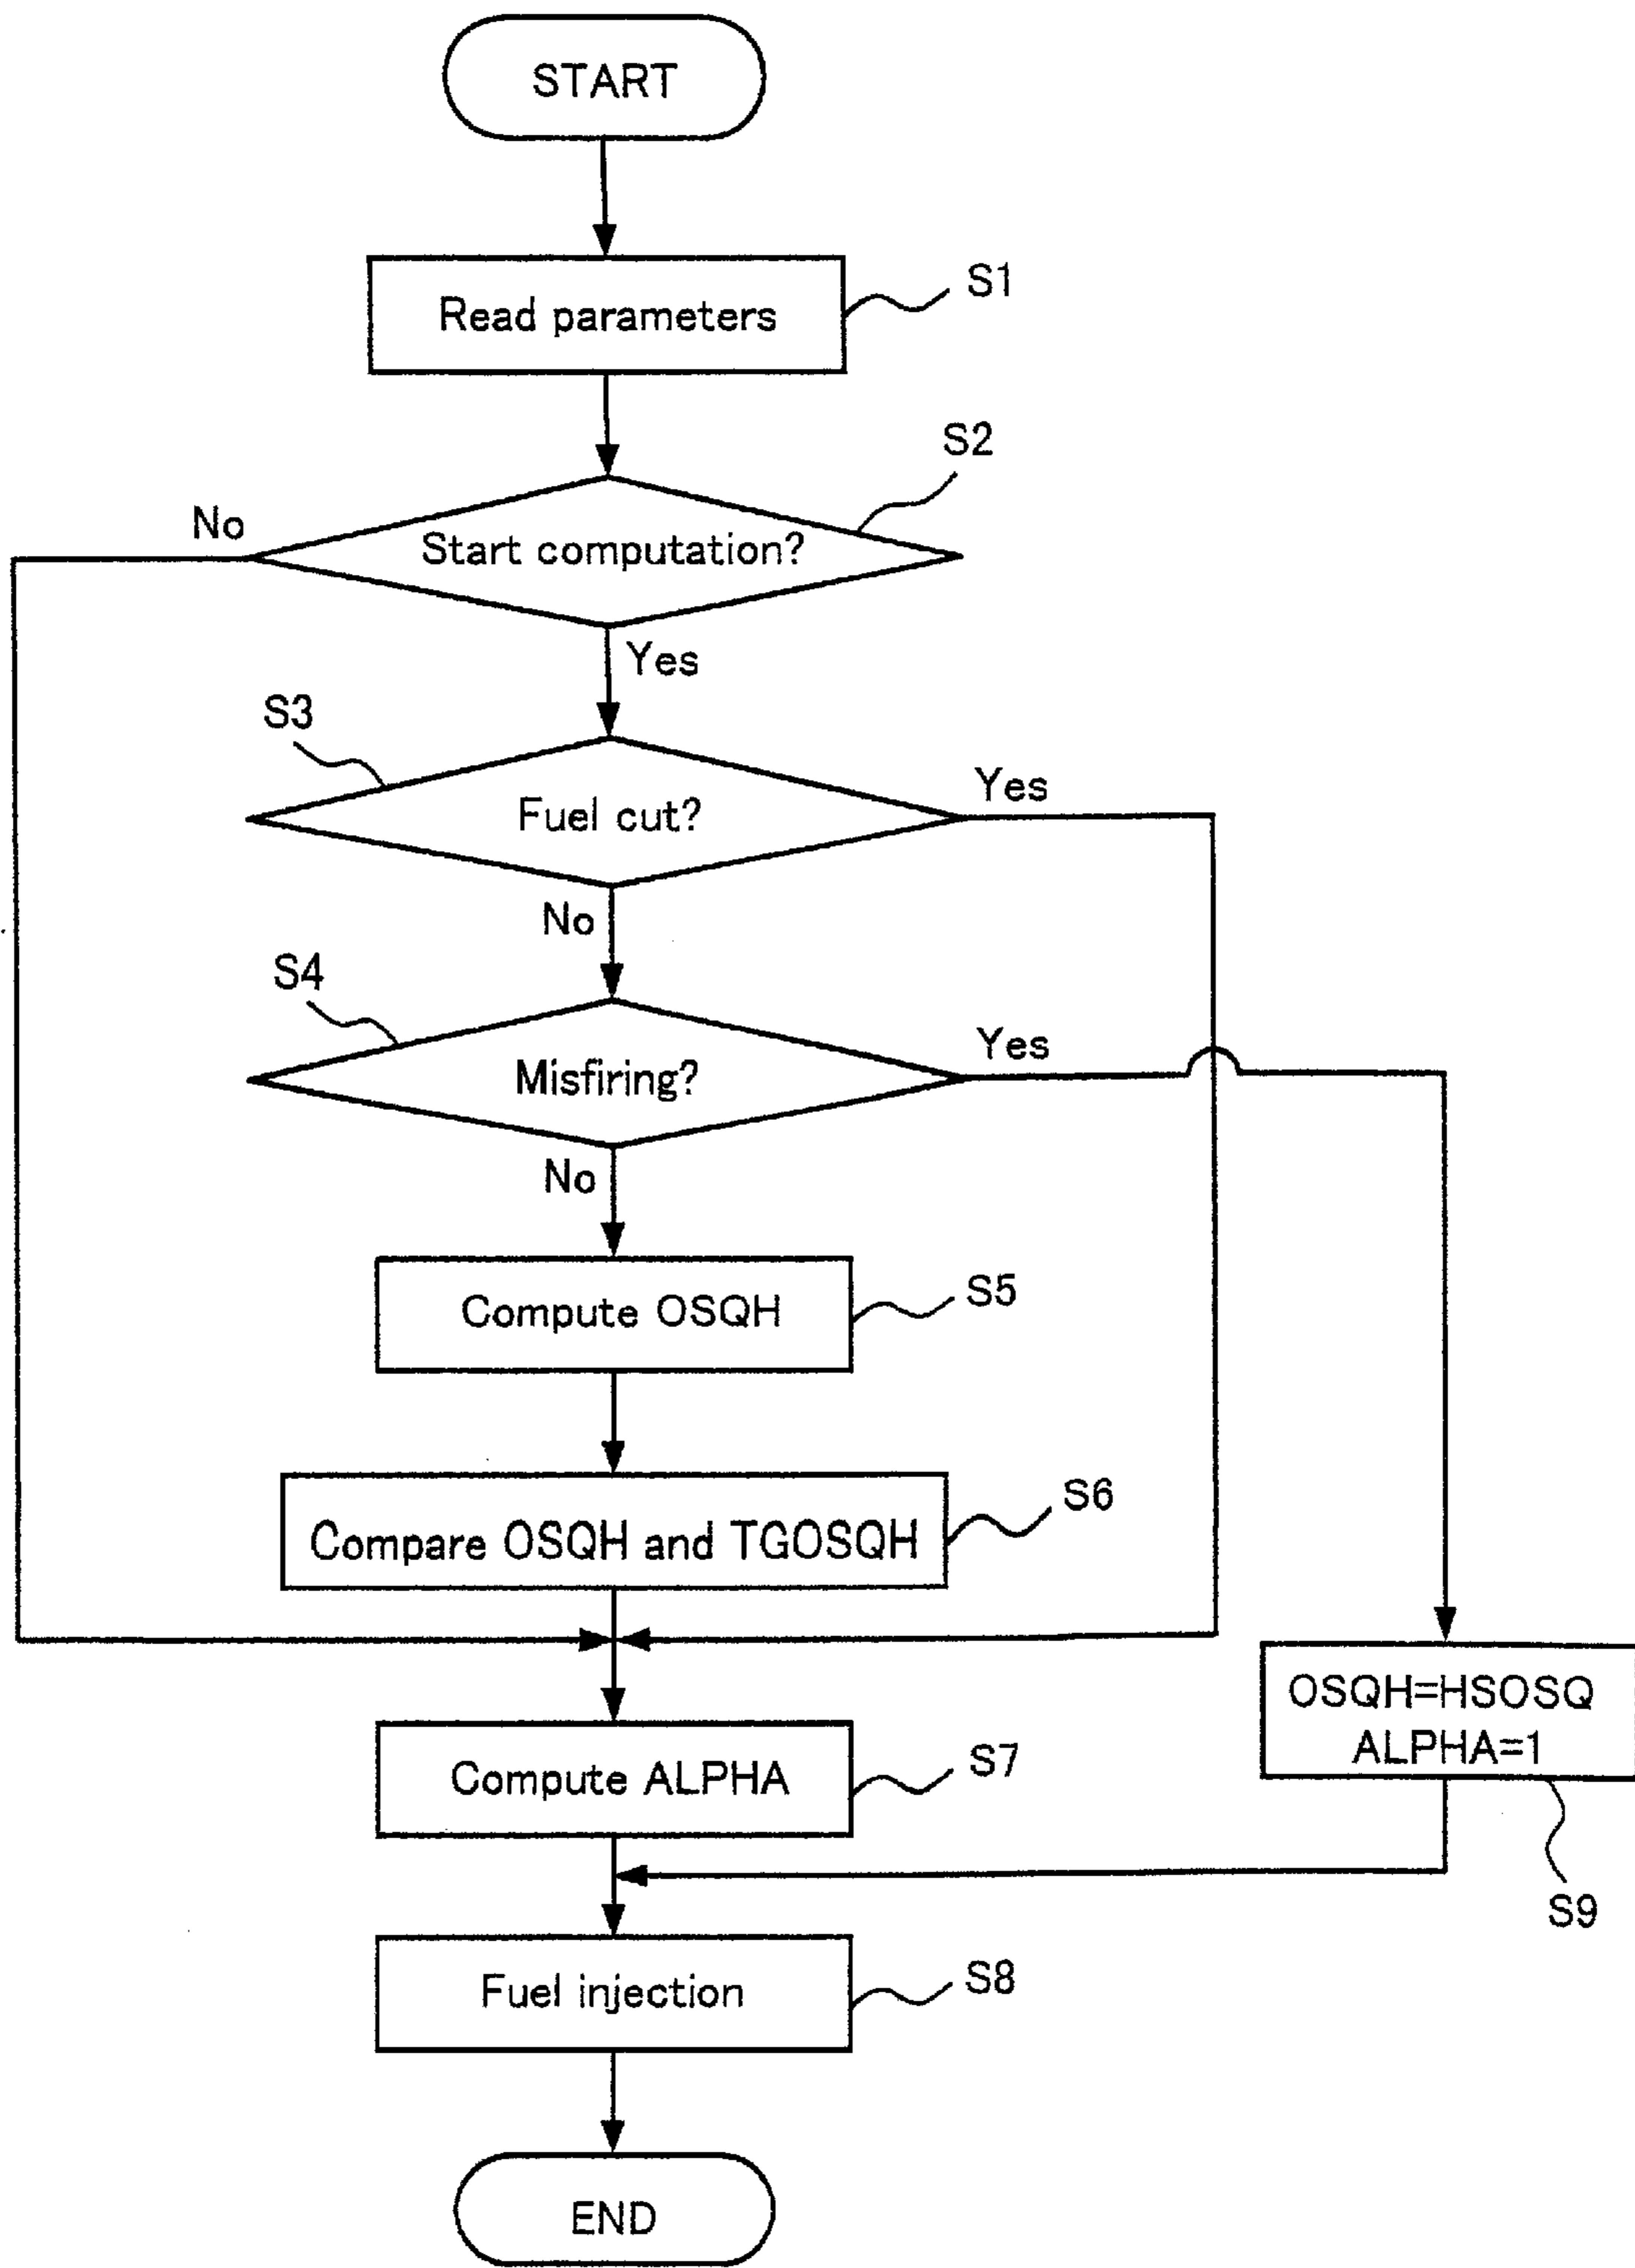 START
Read parameters
S1
S2
No
Start computation?
Yes
S3
Fuel cut?
Yes
No
S4
Misfiring?
Yes
No
Compute OSQH
S5
Compare OSQH and TGOSQH
S6
OSQH=HSOSQ
ALPHA=1
Compute ALPHA
S7
S9
Fuel injection
S8
END